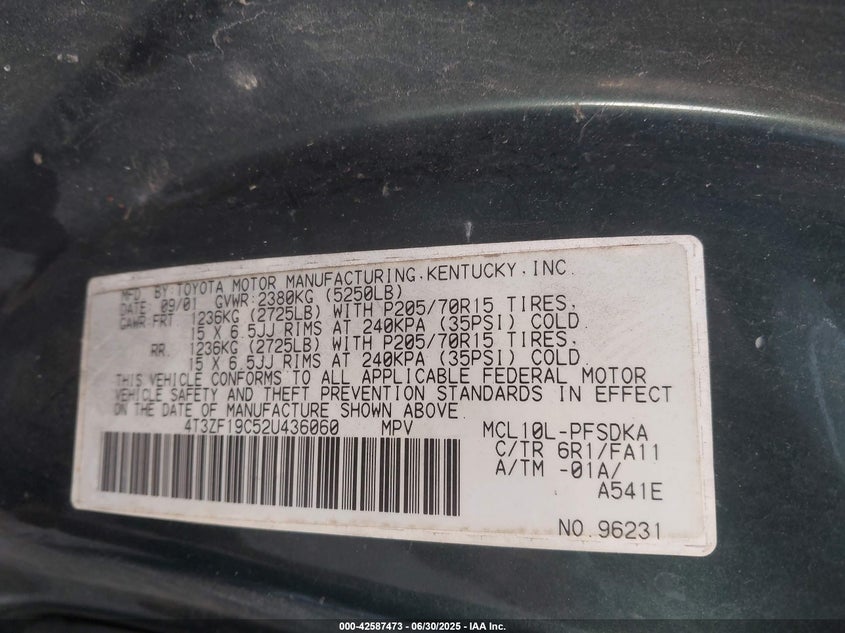 MFD. BY:TOYOTA MOTOR MANUFACTURING,KENTUCKY,INC.
DATE: 09/01 GVWR:2380KG (5250LB)
GAWR:FRT. 1236KG (2725LB) WITH P205/70R15 TIRES,
15 X 6.5JJ RIMS AT 240KPA (35PSI) COLD.
RR. 1236KG (2725LB) WITH P205/70R15 TIRES,
15 X 6.5JJ RIMS AT 240KPA (35PSI) COLD.
THIS VEHICLE CONFORMS TO ALL APPLICABLE FEDERAL MOTOR
VEHICLE SAFETY AND THEFT PREVENTION STANDARDS IN EFFECT
ON THE DATE OF MANUFACTURE SHOWN ABOVE.
4T3ZF19C52U436060 MPV MCL10L-PFSDKA
C/TR 6R1/FA11
A/TM -01A/
A541E
NO.96231
000-42587473 - 06/30/2025 - IAA Inc.